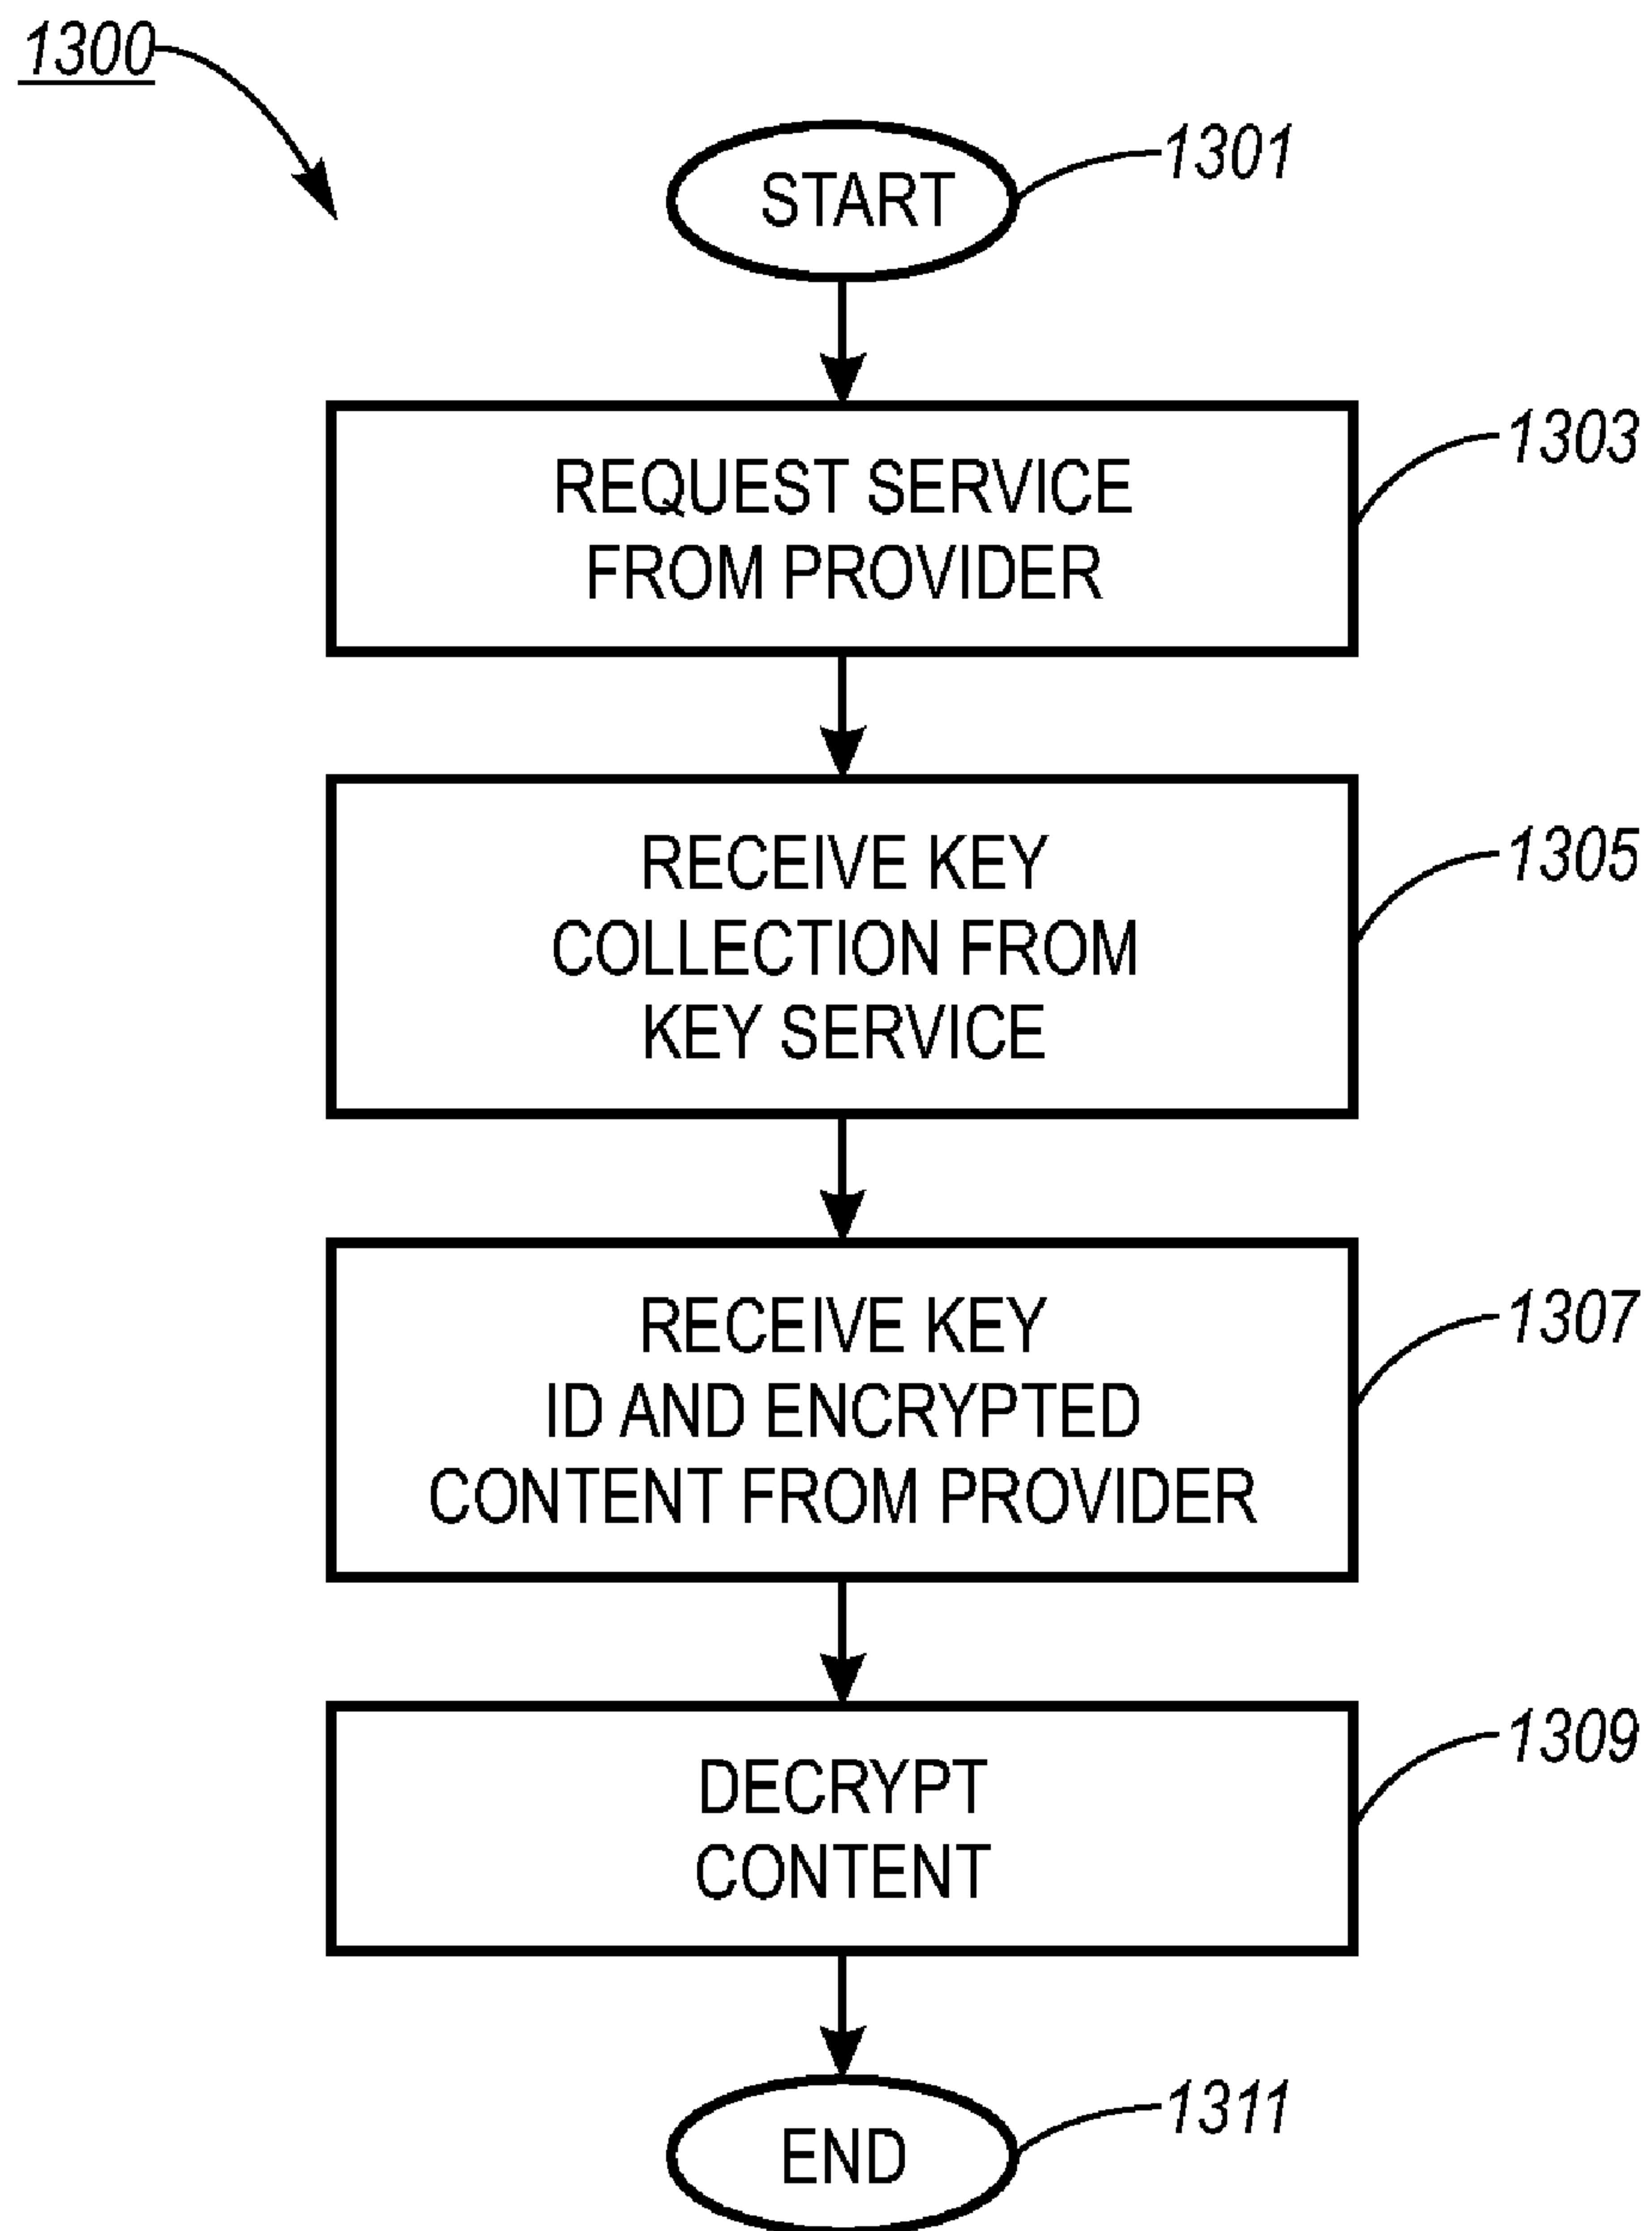 1300
START
1301
REQUEST SERVICE
FROM PROVIDER
1303
RECEIVE KEY
COLLECTION FROM
KEY SERVICE
1305
RECEIVE KEY
ID AND ENCRYPTED
CONTENT FROM PROVIDER
1307
DECRYPT
CONTENT
1309
END
1311